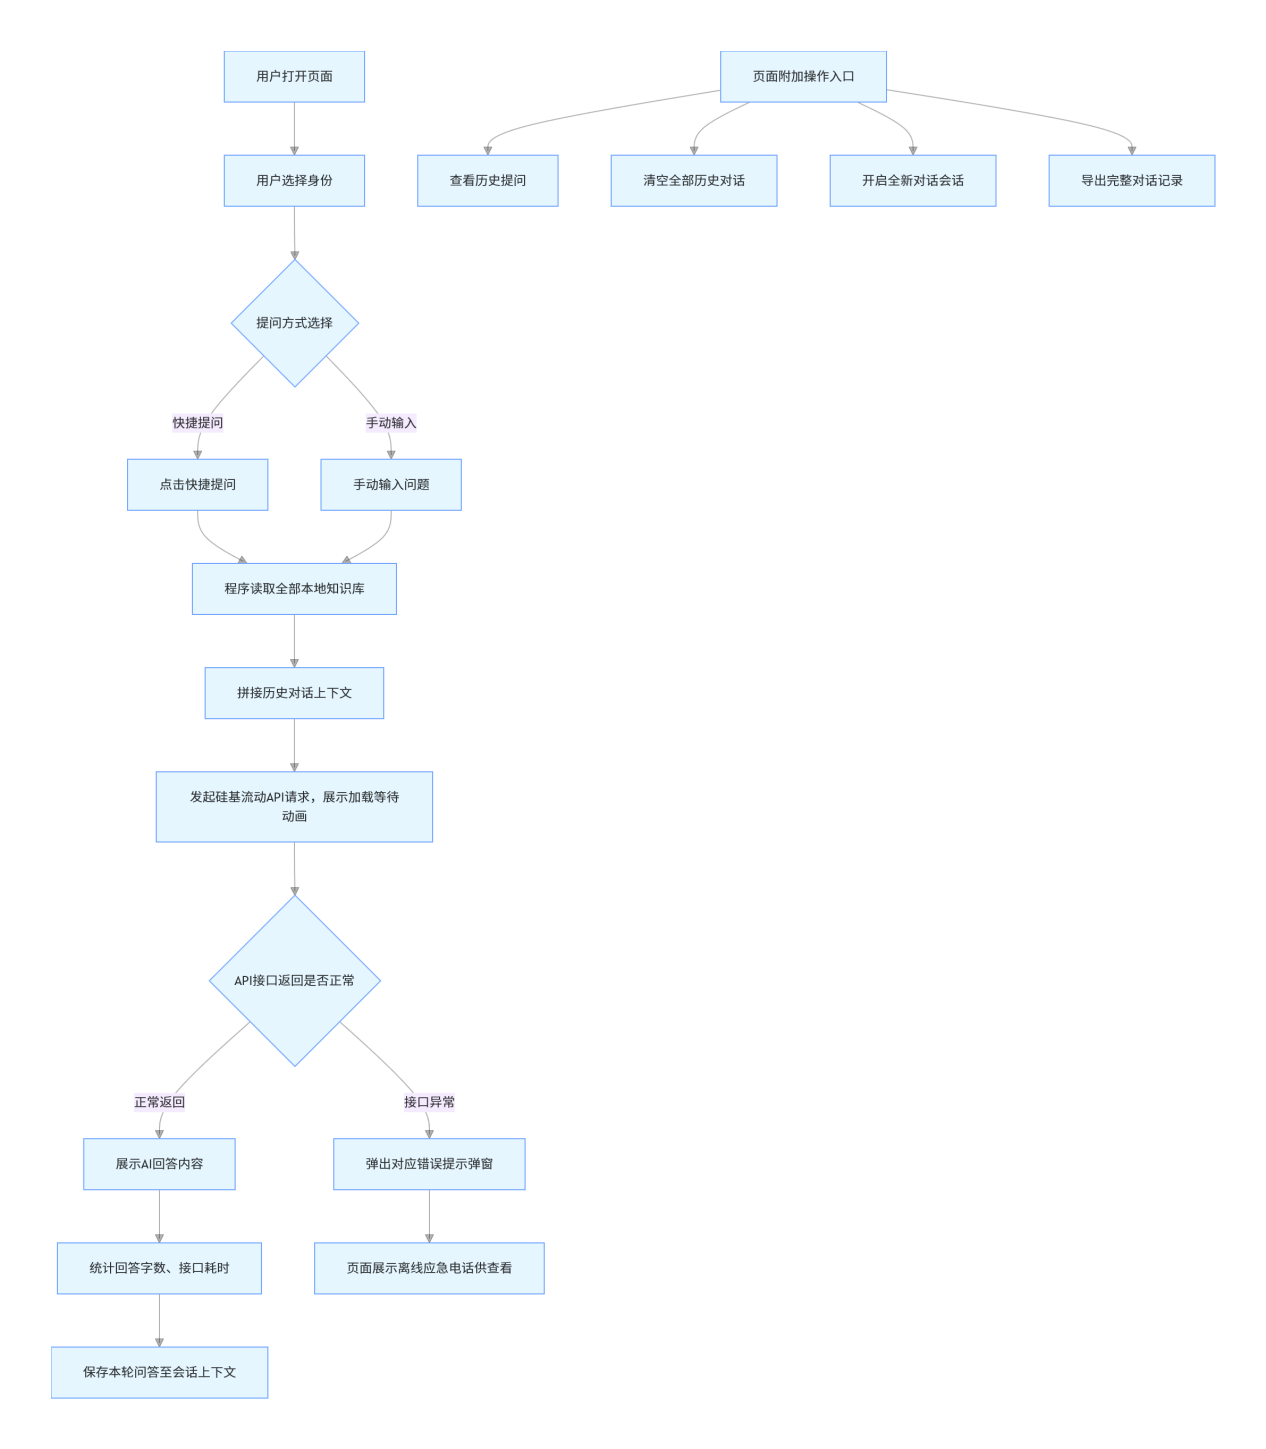 用户打开页面
页面附加操作入口
用户选择身份
查看历史提问
清空全部历史对话
开启全新对话会话
导出完整对话记录
提问方式选择
快捷提问
手动输入
点击快捷提问
手动输入问题
程序读取全部本地知识库
拼接历史对话上下文
发起硅基流动API请求，展示加载等待
动画
API接口返回是否正常
正常返回
接口异常
展示AI回答内容
弹出对应错误提示弹窗
统计回答字数、接口耗时
页面展示离线应急电话供查看
保存本轮问答至会话上下文